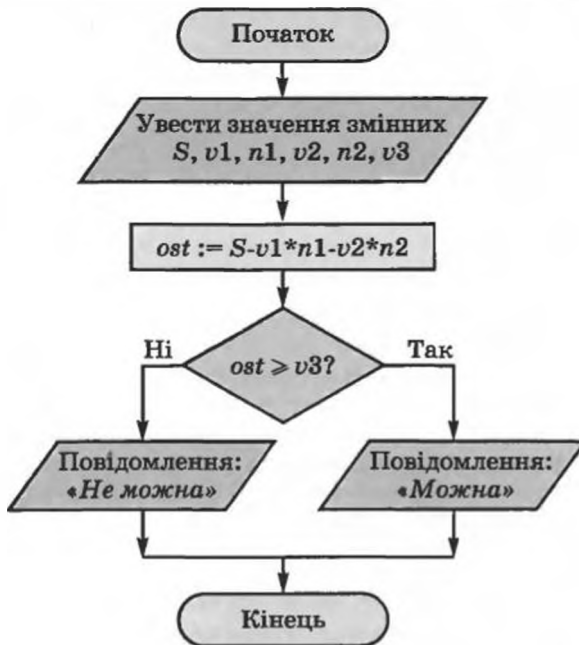 Початок
Увести значення змінних
S, v1, n1, v2, n2, v3
ost := S-v1*n1-v2*n2
ost ⩾ v3?
Ні
Так
Повідомлення:
«Не можна»
Повідомлення:
«Можна»
Кінець